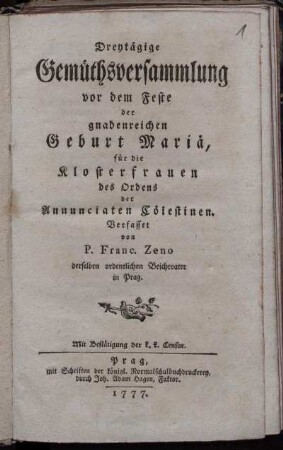 1
Dreytägige
Gemüthsversammlung
vor dem Feste
der
gnadenreichen
Geburt Mariä,
für die
Klosterfrauen
des Ordens
der
Annunciaten Cölestinen.
Verfasset
von
P. Franc. Zeno
derselben ordentlichen Beichtvater
in Prag.
Mit Bestätigung der k. k. Censur.
Prag,
mit Schriften der königl. Normalschulbuchdruckerey,
durch Joh. Adam Hagen, Faktor.
1777.